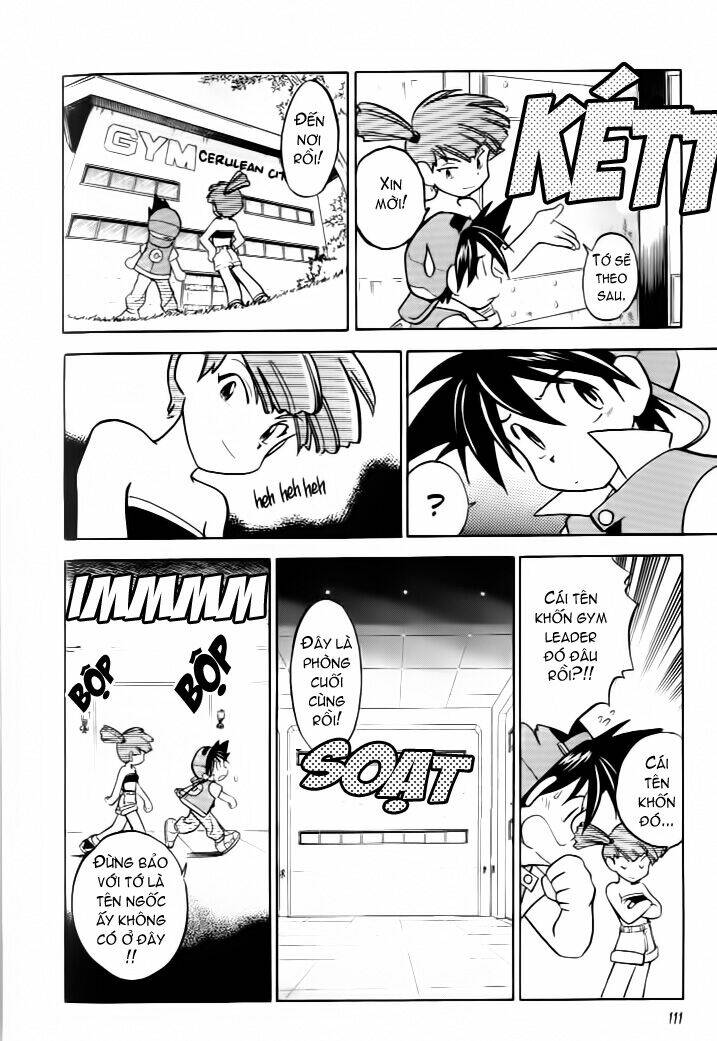 GYM
CERULEAN CIT
ĐẾN
NƠI
RỒI!
KÉTT
XIN
MỜI!
TỚ SẼ
THEO
SAU.
heh heh heh
?
IMMMM
BỘP
BỘP
ĐỪNG BẢO
VỚI TỚ LÀ
TÊN NGỐC
ẤY KHÔNG
CÓ Ở ĐÂY
!!
ĐÂY LÀ
PHÒNG
CUỐI
CÙNG
RỒI!
SOẠT
CÁI TÊN
KHỐN GYM
LEADER
ĐÓ ĐÂU
RỒI?!!
CÁI
TÊN
KHỐN
ĐÓ...
111